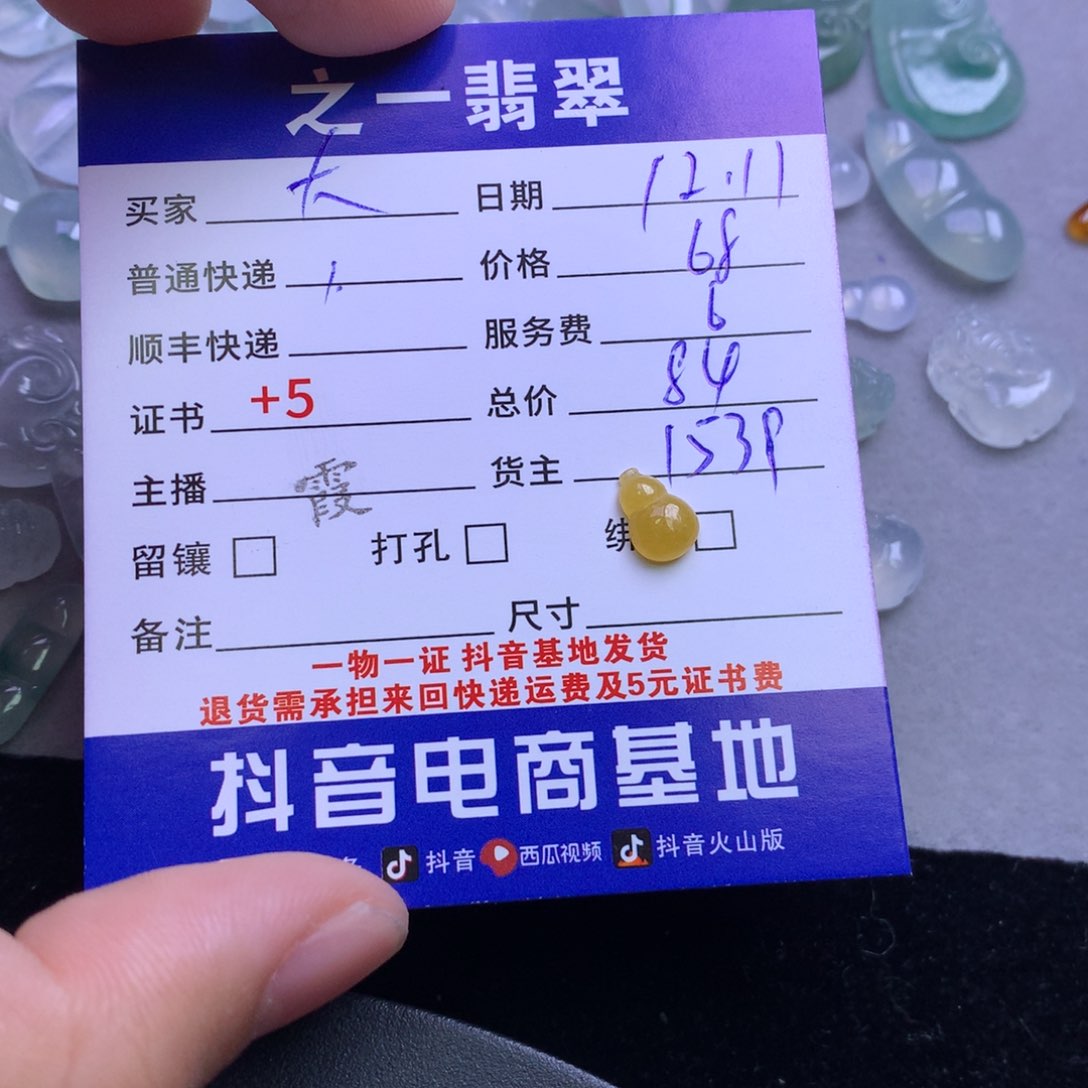 之一翡翠
买家 大 日期 12.11
普通快递 价格 68
顺丰快递 服务费 6
证书 +5 总价 84
主播 霞 货主 1539
留镶 打孔 绑
备注 尺寸
一物一证 抖音基地发货
退货需承担来回快递运费及5元证书费
抖音电商基地
抖音 西瓜视频 抖音火山版